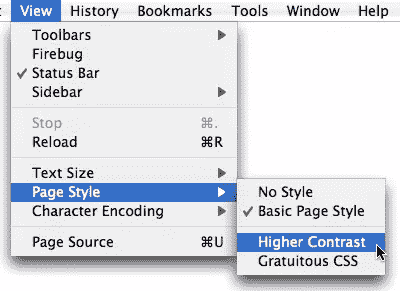 View History Bookmarks Tools Window Help
Toolbars
Firebug
✓ Status Bar
Sidebar
Stop ⌘.
Reload ⌘R
Text Size
Page Style
Character Encoding
Page Source ⌘U
No Style
✓ Basic Page Style
Higher Contrast
Gratuitous CSS